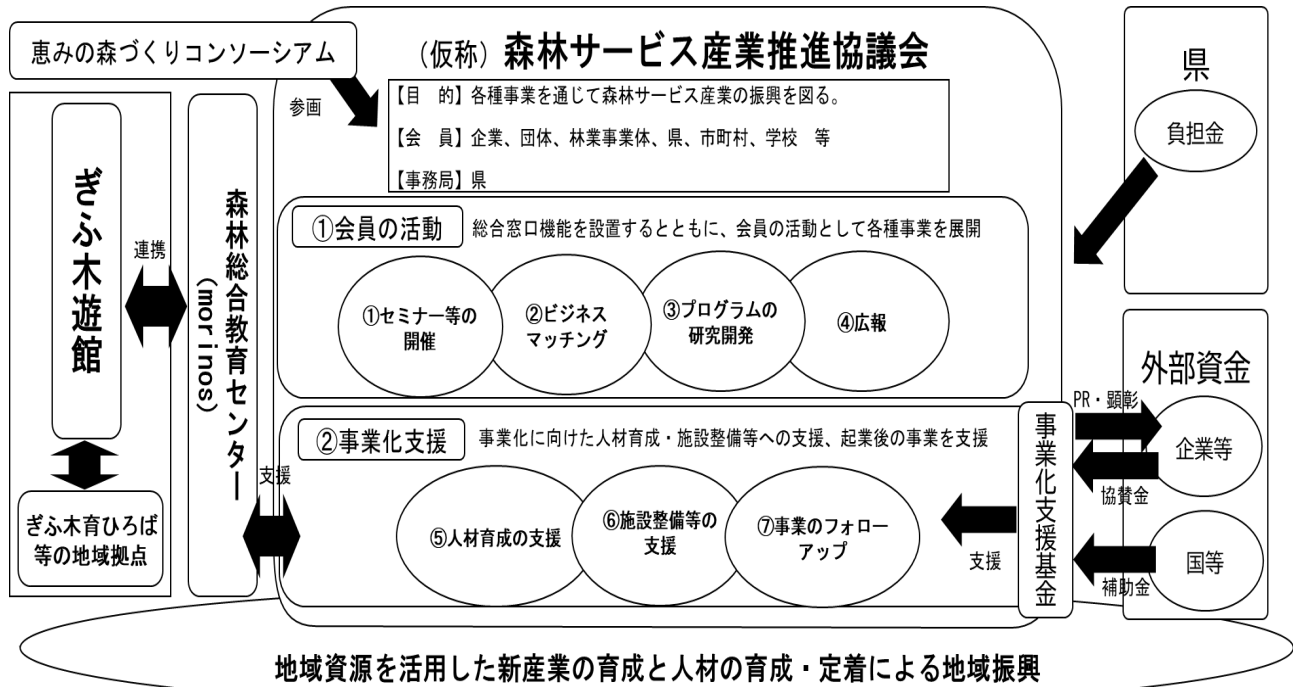 恵みの森づくりコンソーシアム
参画
(仮称) 森林サービス産業推進協議会
【目　的】各種事業を通じて森林サービス産業の振興を図る。
【会　員】企業、団体、林業事業体、県、市町村、学校　等
【事務局】県
県
負担金
ぎふ木遊館
連携
森林総合教育センター
(morinos)
①会員の活動
総合窓口機能を設置するとともに、会員の活動として各種事業を展開
①セミナー等の
開催
②ビジネス
マッチング
③プログラムの
研究開発
④広報
外部資金
PR・顕彰
企業等
協賛金
国等
補助金
②事業化支援
事業化に向けた人材育成・施設整備等への支援、起業後の事業を支援
支援
⑤人材育成の支援
⑥施設整備等の
支援
⑦事業のフォロー
アップ
支援
事業化支援基金
ぎふ木育ひろば
等の地域拠点
地域資源を活用した新産業の育成と人材の育成・定着による地域振興